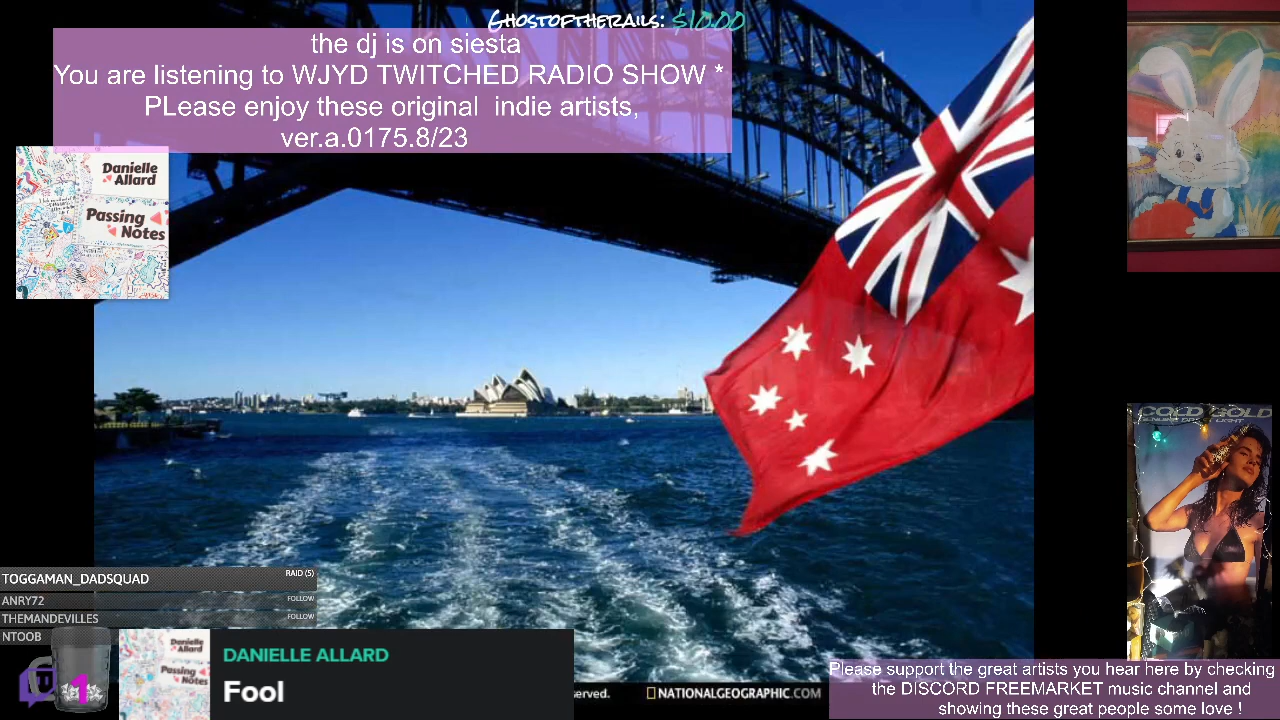 Ghostoftherails: $10.00
the dj is on siesta
You are listening to WJYD TWITCHED RADIO SHOW *
PLease enjoy these original indie artists,
ver.a.0175.8/23
Danielle
Allard
Passing
Notes
COLD GOLD
TOGGAMAN_DADSQUAD RAID (5)
ANRY72 FOLLOW
THEMANDEVILLES FOLLOW
NTOOB
1
Danielle
Allard
Passing
Notes
DANIELLE ALLARD
Fool
served.
NATIONALGEOGRAPHIC.COM
Please support the great artists you hear here by checking
the DISCORD FREEMARKET music channel and
showing these great people some love !